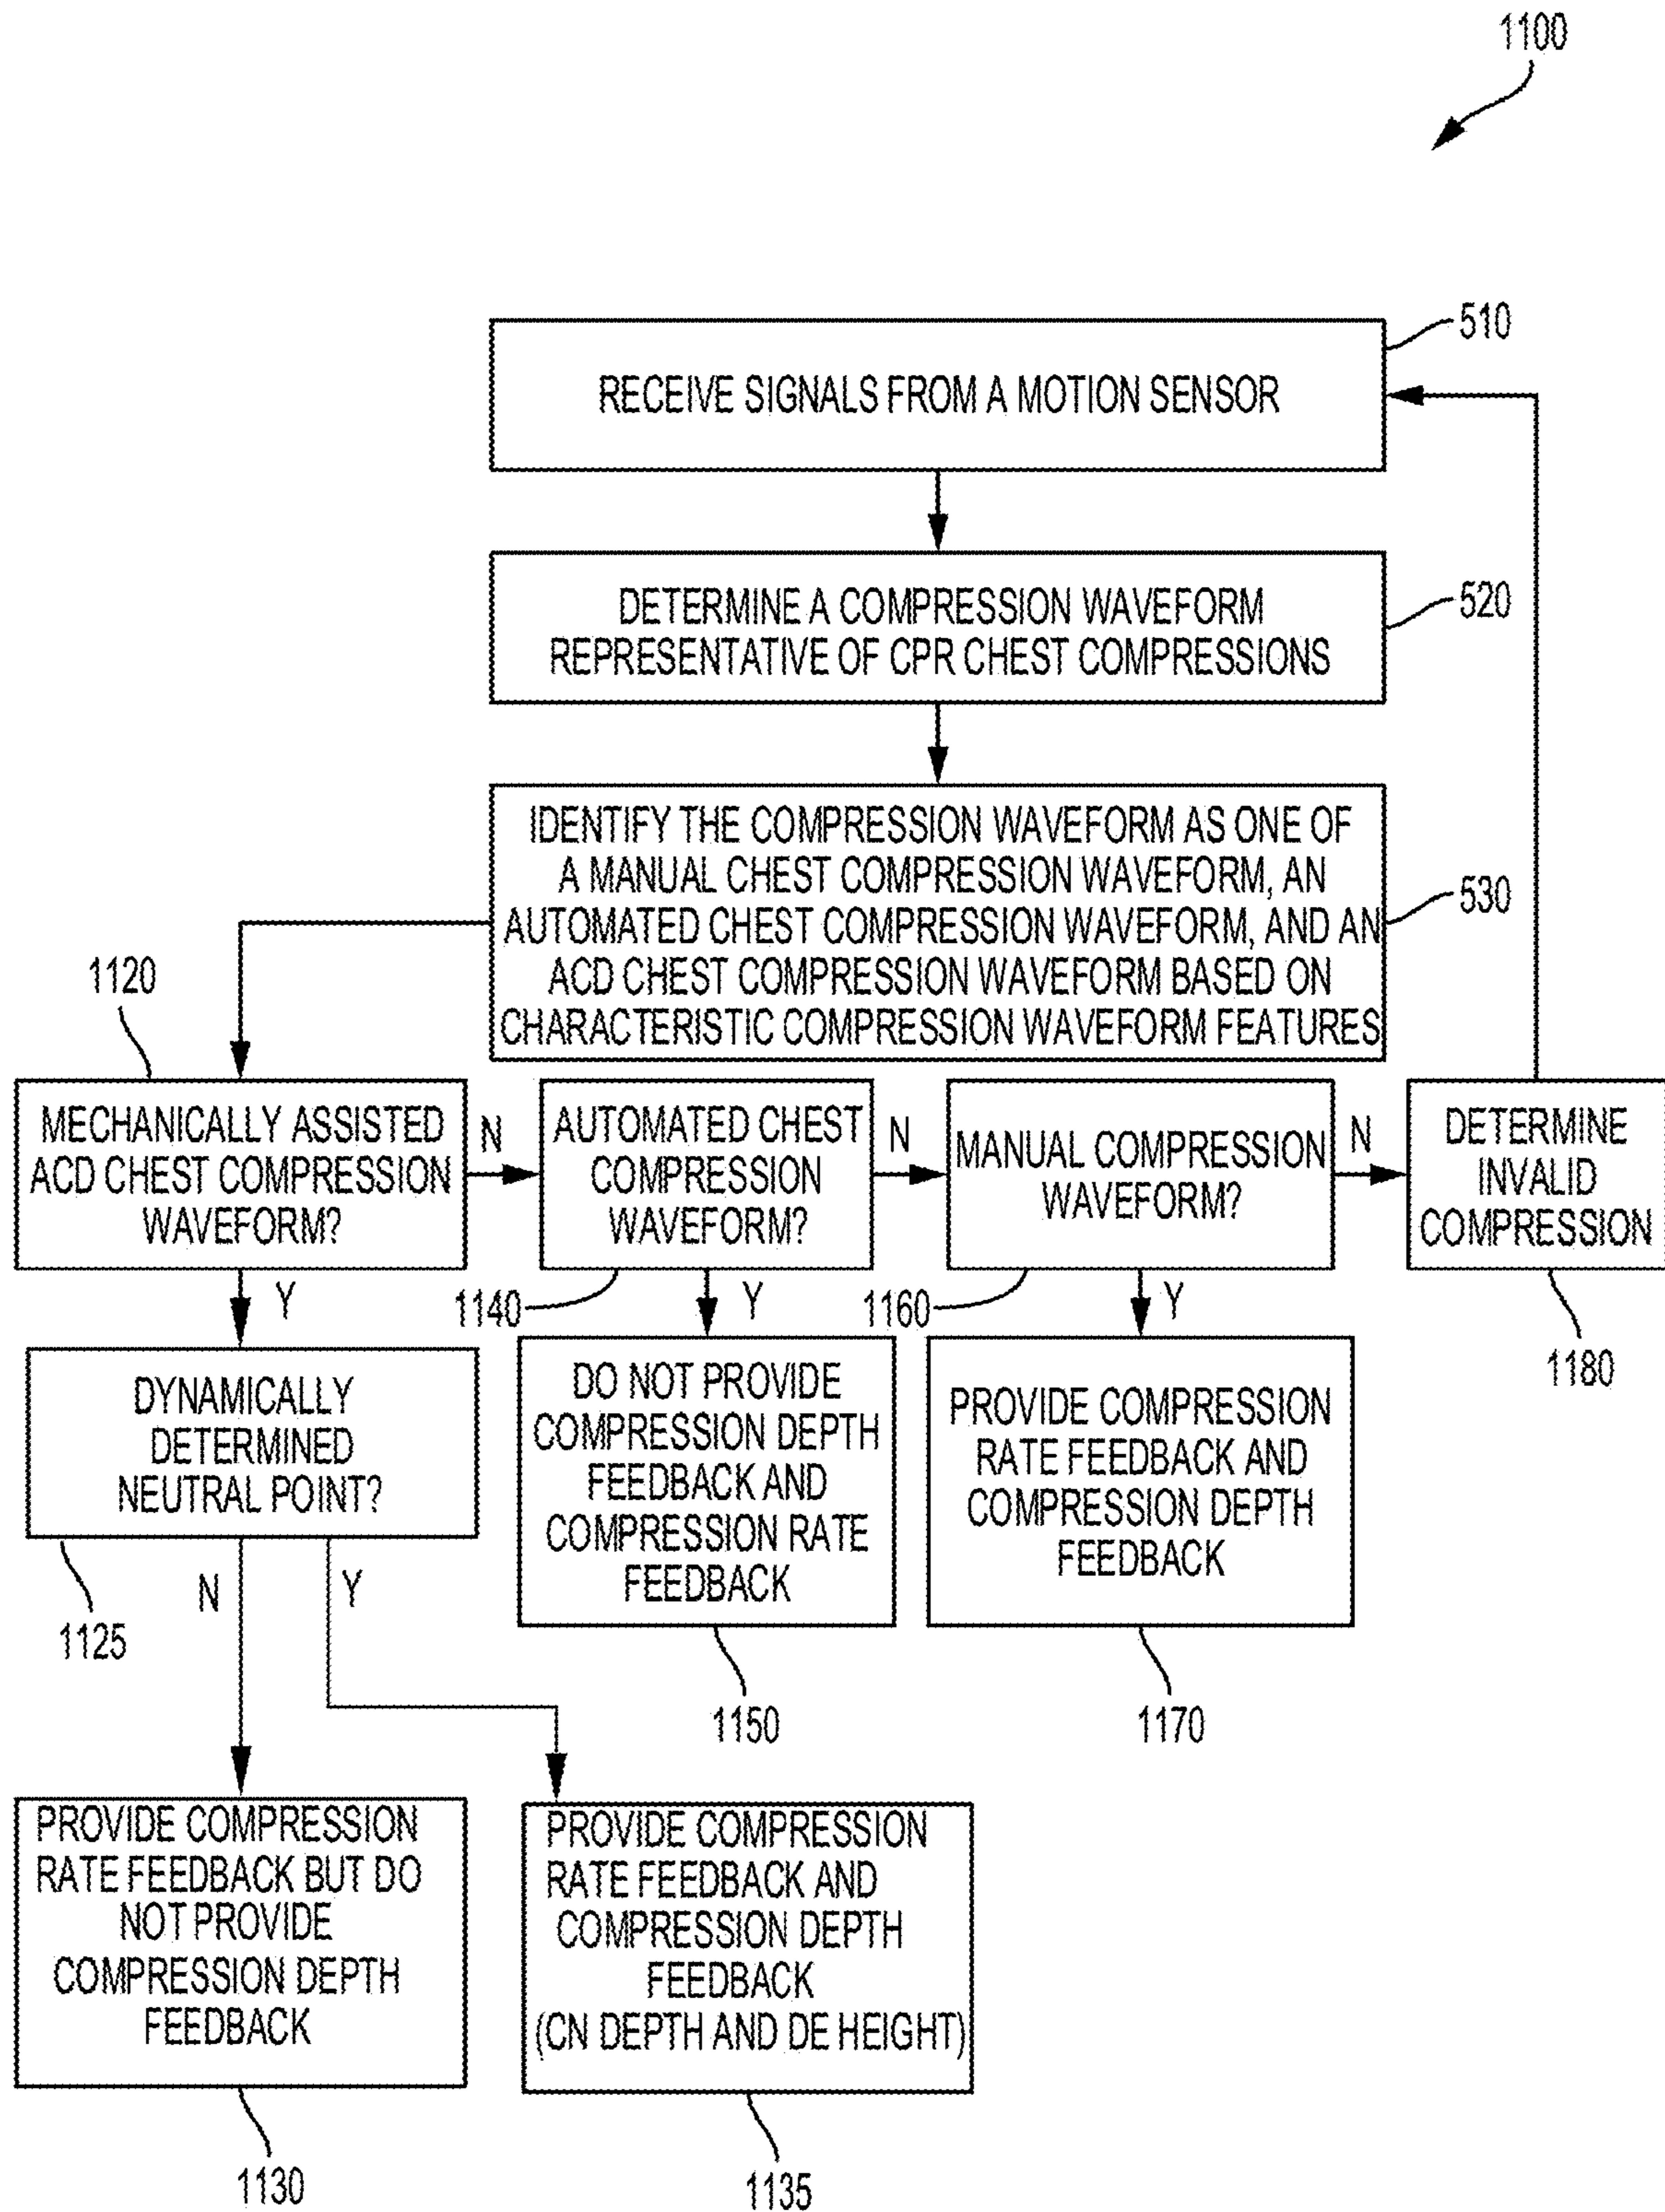 1100
510
RECEIVE SIGNALS FROM A MOTION SENSOR
DETERMINE A COMPRESSION WAVEFORM
REPRESENTATIVE OF CPR CHEST COMPRESSIONS
520
IDENTIFY THE COMPRESSION WAVEFORM AS ONE OF
A MANUAL CHEST COMPRESSION WAVEFORM, AN
AUTOMATED CHEST COMPRESSION WAVEFORM, AND AN
ACD CHEST COMPRESSION WAVEFORM BASED ON
CHARACTERISTIC COMPRESSION WAVEFORM FEATURES
530
1120
MECHANICALLY ASSISTED
ACD CHEST COMPRESSION
WAVEFORM?
N
AUTOMATED CHEST
COMPRESSION
WAVEFORM?
N
MANUAL COMPRESSION
WAVEFORM?
N
DETERMINE
INVALID
COMPRESSION
Y
1140
Y
1160
Y
1180
DYNAMICALLY
DETERMINED
NEUTRAL POINT?
DO NOT PROVIDE
COMPRESSION DEPTH
FEEDBACK AND
COMPRESSION RATE
FEEDBACK
PROVIDE COMPRESSION
RATE FEEDBACK AND
COMPRESSION DEPTH
FEEDBACK
1125
N
Y
1150
1170
PROVIDE COMPRESSION
RATE FEEDBACK BUT DO
NOT PROVIDE
COMPRESSION DEPTH
FEEDBACK
PROVIDE COMPRESSION
RATE FEEDBACK AND
COMPRESSION DEPTH
FEEDBACK
(CN DEPTH AND DE HEIGHT)
1130
1135